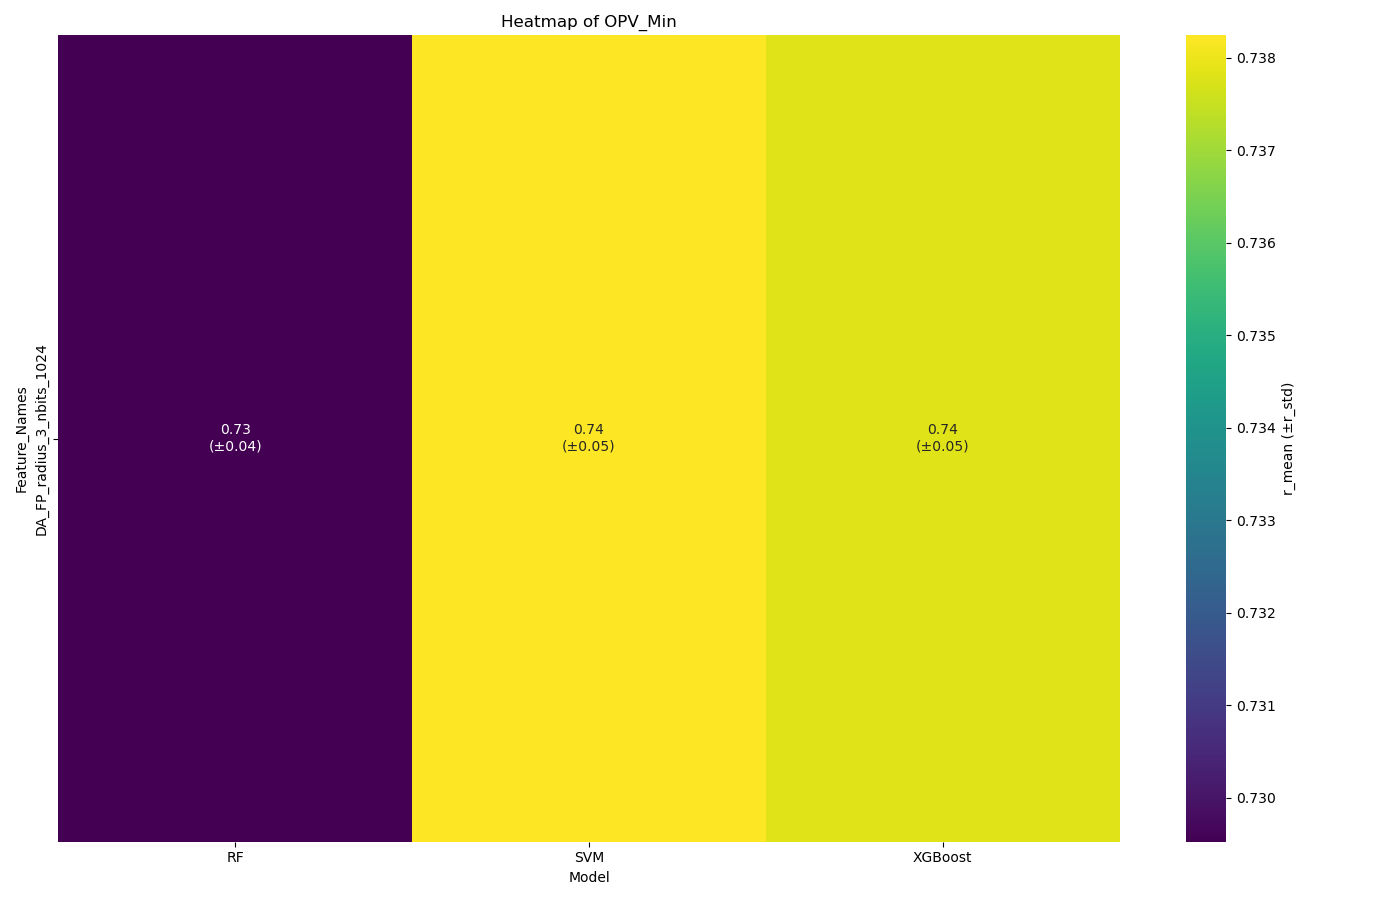 Heatmap of OPV_Min
Feature_Names
DA_FP_radius_3_nbits_1024
0.73
(±0.04)
0.74
(±0.05)
0.74
(±0.05)
RF
SVM
XGBoost
Model
0.738
0.737
0.736
0.735
0.734
0.733
0.732
0.731
0.730
r_mean (±r_std)